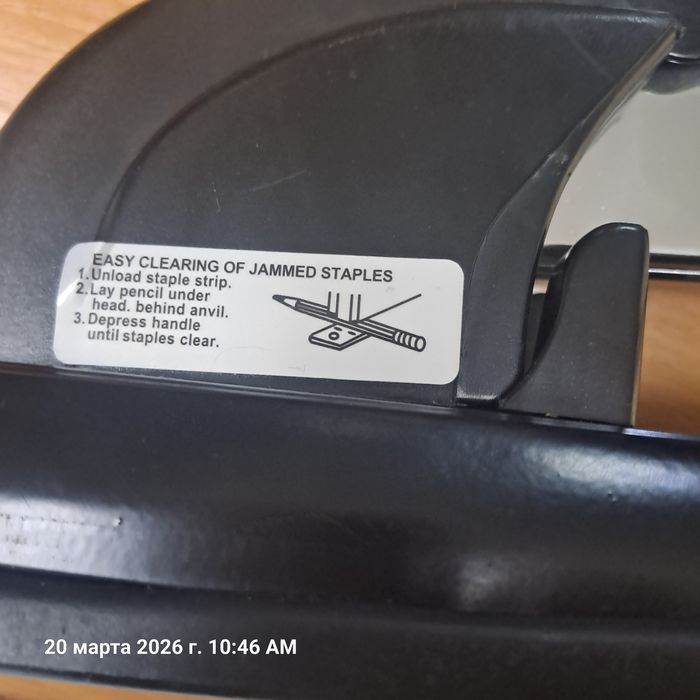 EASY CLEARING OF JAMMED STAPLES
1. Unload staple strip.
2. Lay pencil under
head. behind anvil.
3. Depress handle
until staples clear.
20 марта 2026 г. 10:46 AM